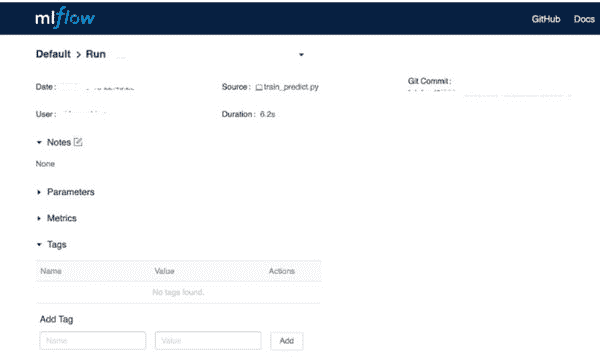 mlflow
GitHub Docs
Default > Run
Date :
Source : train_predict.py
Git Commit :
User :
Duration : 6.2s
Notes
None
Parameters
Metrics
Tags
Name Value Actions
No tags found.
Add Tag
Name Value Add